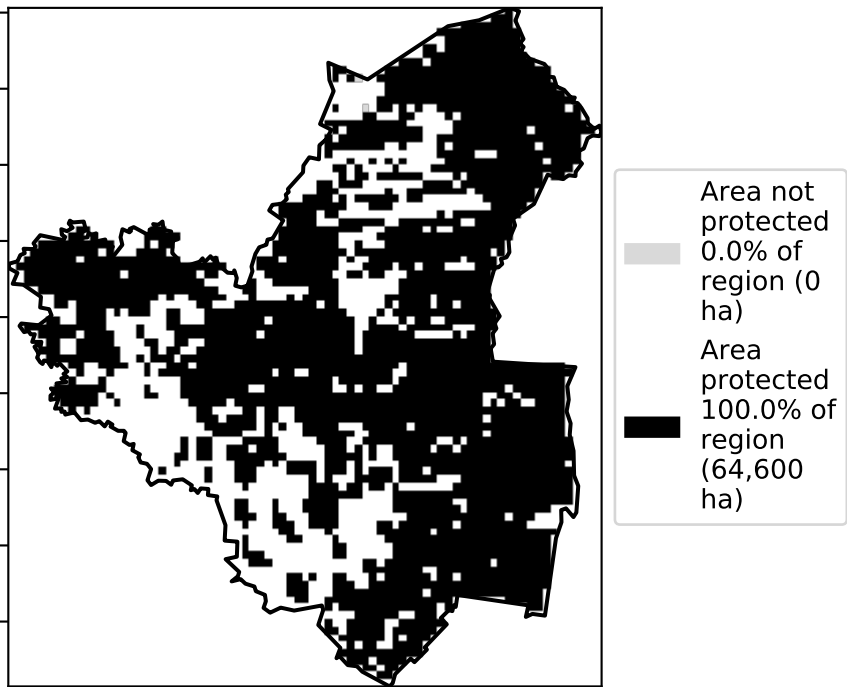 Area not
protected
0.0% of
region (0
ha)
Area
protected
100.0% of
region
(64,600
ha)